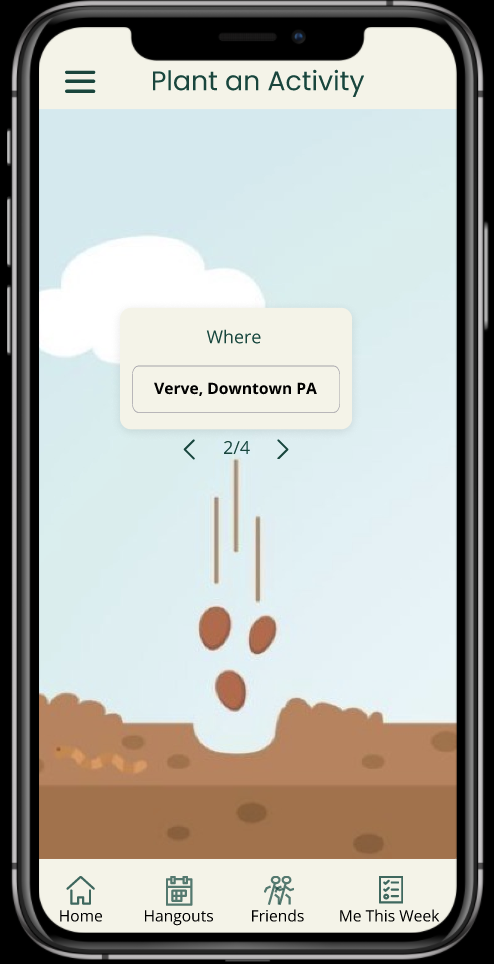 Plant an Activity
Where
Verve, Downtown PA
2/4
Home
Hangouts
Friends
Me This Week